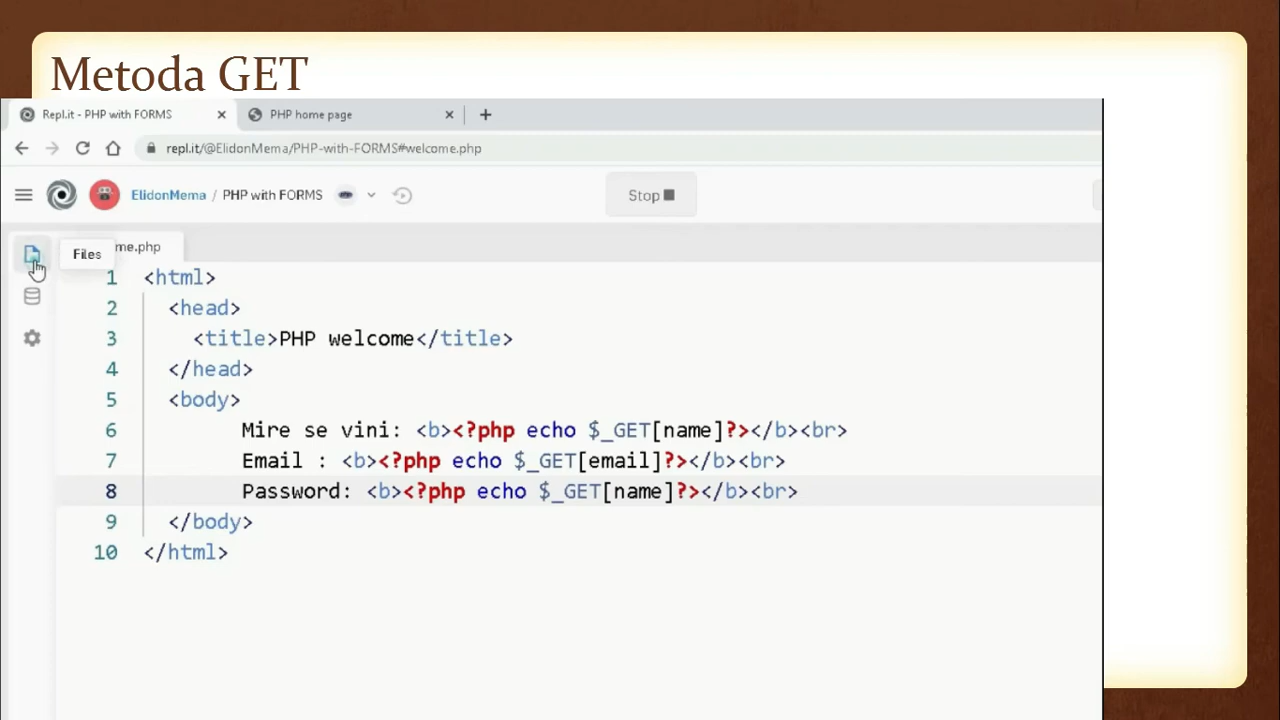 Metoda GET
Repl.it - PHP with FORMS
PHP home page
repl.it/@ElidonMema/PHP-with-FORMS#welcome.php
ElidonMema / PHP with FORMS
Stop
Files
me.php
1 <html>
2 <head>
3 <title>PHP welcome</title>
4 </head>
5 <body>
6 Mire se vini: <b><?php echo $_GET[name]?></b><br>
7 Email : <b><?php echo $_GET[email]?></b><br>
8 Password: <b><?php echo $_GET[name]?></b><br>
9 </body>
10 </html>